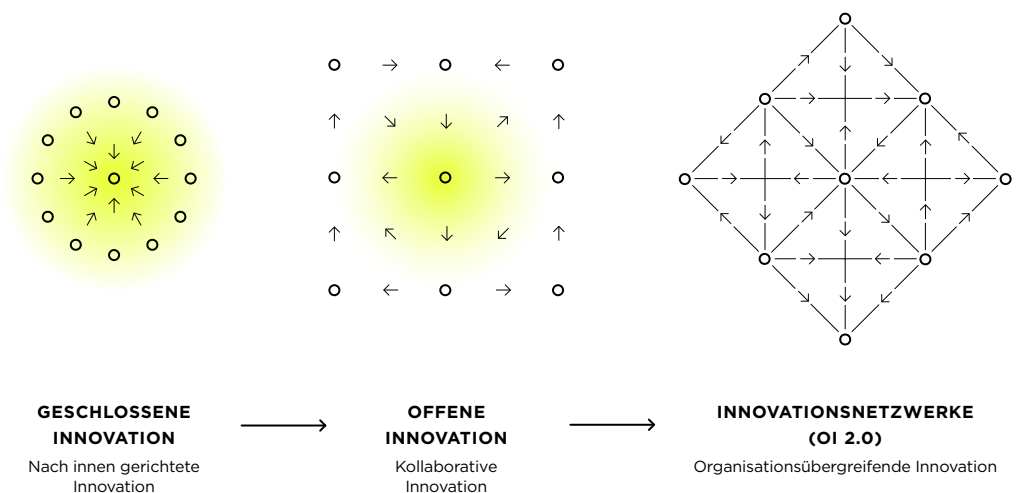 GESCHLOSSENE
INNOVATION
Nach innen gerichtete
Innovation
OFFENE
INNOVATION
Kollaborative
Innovation
INNOVATIONSNETZWERKE
(OI 2.0)
Organisationsübergreifende Innovation